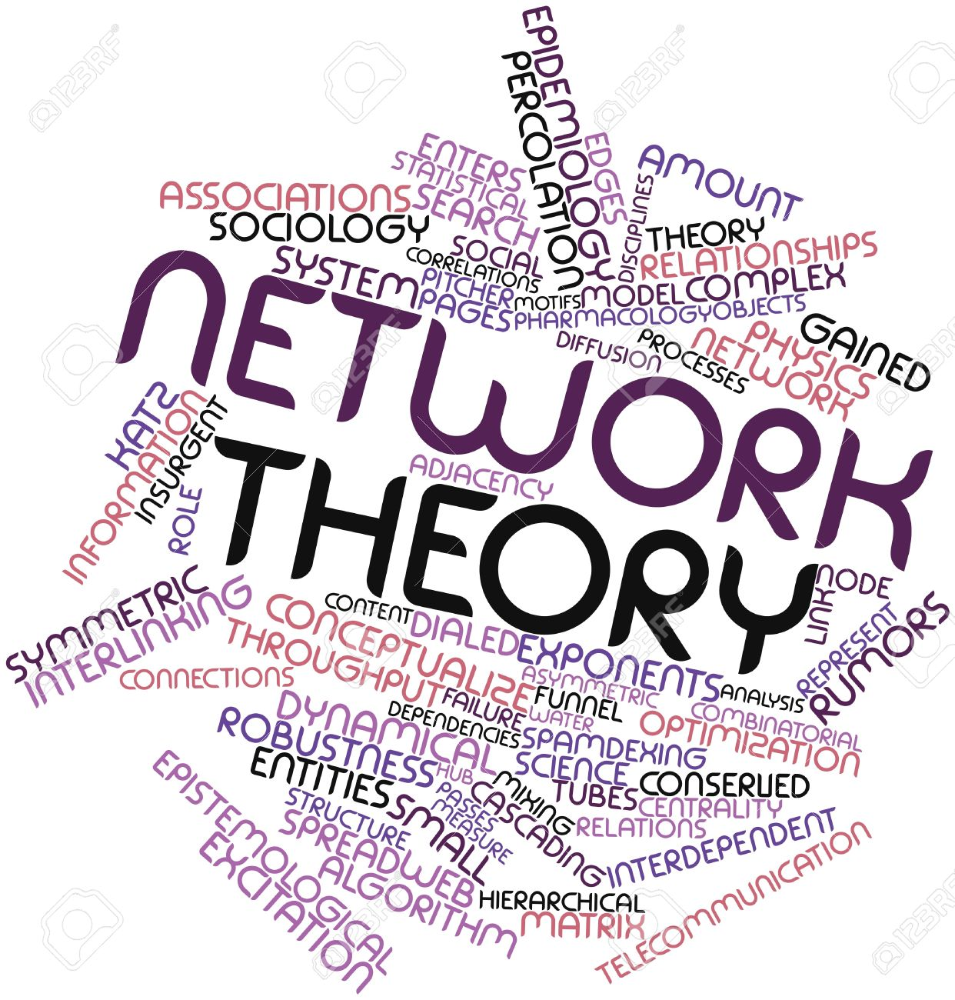 EPIDEMIOLOGY
PERCOLATION
EDGES
ENTERS
STATISTICAL
SEARCH
AMOUNT
DISCIPLINES
ASSOCIATIONS
SOCIOLOGY
THEORY
RELATIONSHIPS
SOCIAL
CORRELATIONS
SYSTEM
PITCHER
PAGES
MOTIFS
MODEL
COMPLEX
PHARMACOLOGY
OBJECTS
GAINED
PHYSICS
NETWORK
DIFFUSION
PROCESSES
NETWORK
KATZ
INFORMATION
INSURGENT
ROLE
ADJACENCY
THEORY
NODE
LINK
SYMMETRIC
INTERLINKING
CONTENT
CONCEPTUALIZE
DIALED
EXPONENTS
THROUGHPUT
REPRESENT
RUMORS
CONNECTIONS
ASYMMETRIC
ANALYSIS
FAILURE
FUNNEL
WATER
COMBINATORIAL
OPTIMIZATION
DYNAMICAL
DEPENDENCIES
SPAMDEXING
ROBUSTNESS
SCIENCE
ENTITIES
HUB
MIXING
TUBES
CONSERVED
EPISTEMOLOGICAL
PASSES
CASCADING
CENTRALITY
STRUCTURE
SMALL
MEASURE
RELATIONS
INTERDEPENDENT
SPREAD
WEB
EXCITATION
ALGORITHM
HIERARCHICAL
MATRIX
TELECOMMUNICATION
123RF